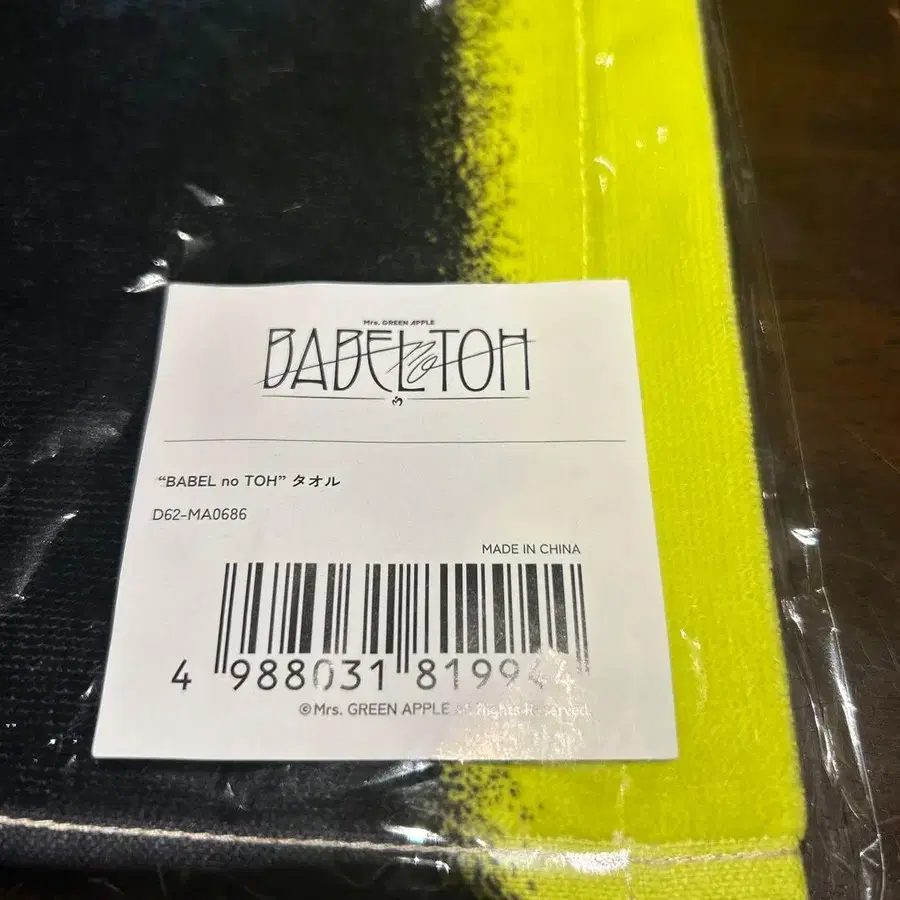 Mrs. GREEN APPLE
BABEL no TOH
“BABEL no TOH” タオル
D62-MA0686
MADE IN CHINA
4 988031 819944
©Mrs. GREEN APPLE All Rights Reserved.